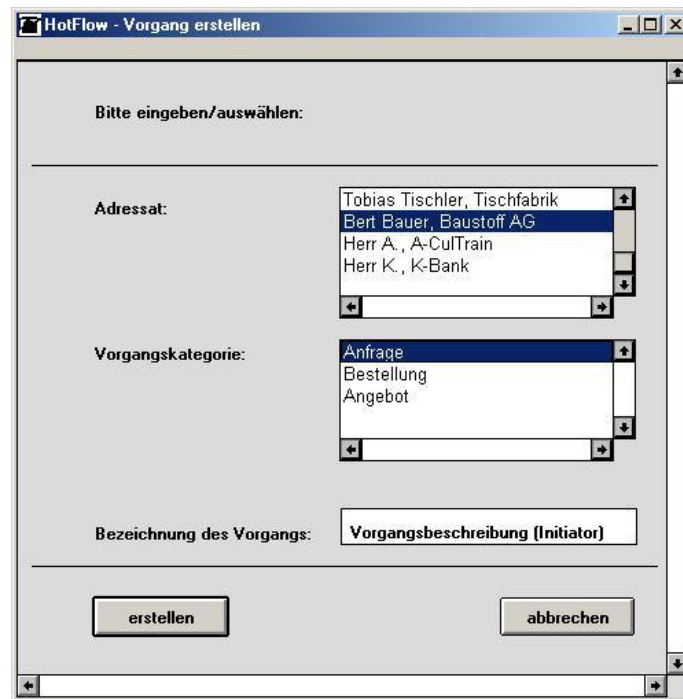 HotFlow - Vorgang erstellen
Bitte eingeben/auswählen:
Adressat:
Tobias Tischler, Tischfabrik
Bert Bauer, Baustoff AG
Herr A., A-CulTrain
Herr K., K-Bank
Vorgangskategorie:
Anfrage
Bestellung
Angebot
Bezeichnung des Vorgangs:
Vorgangsbeschreibung (Initiator)
erstellen
abbrechen